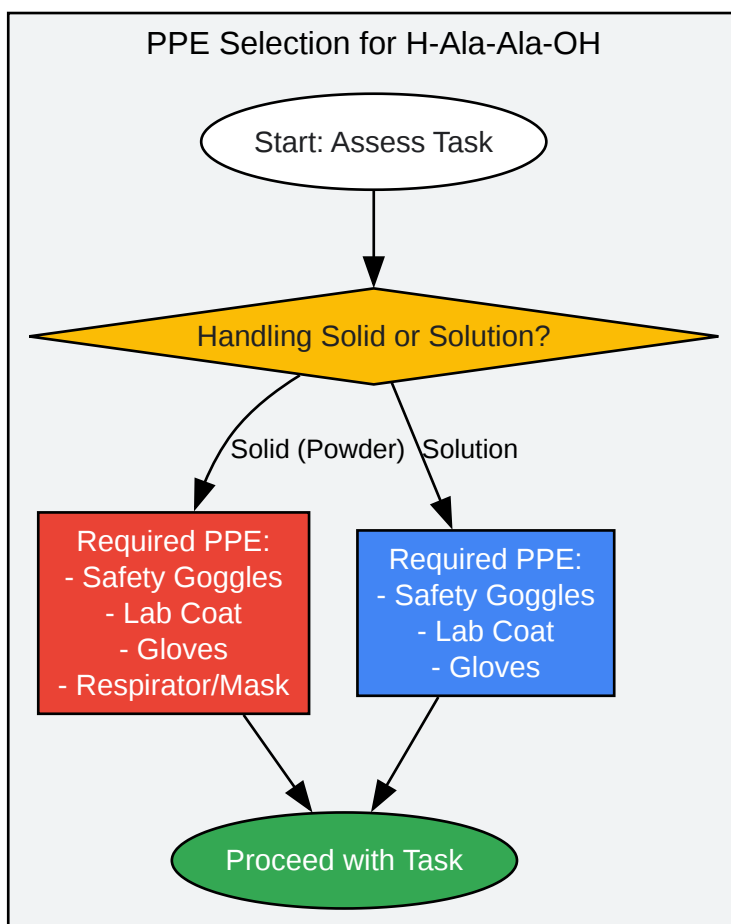 PPE Selection for H-Ala-Ala-OH
Start: Assess Task
Handling Solid or Solution?
Solid (Powder)
Solution
Required PPE:
- Safety Goggles
- Lab Coat
- Gloves
- Respirator/Mask
Required PPE:
- Safety Goggles
- Lab Coat
- Gloves
Proceed with Task